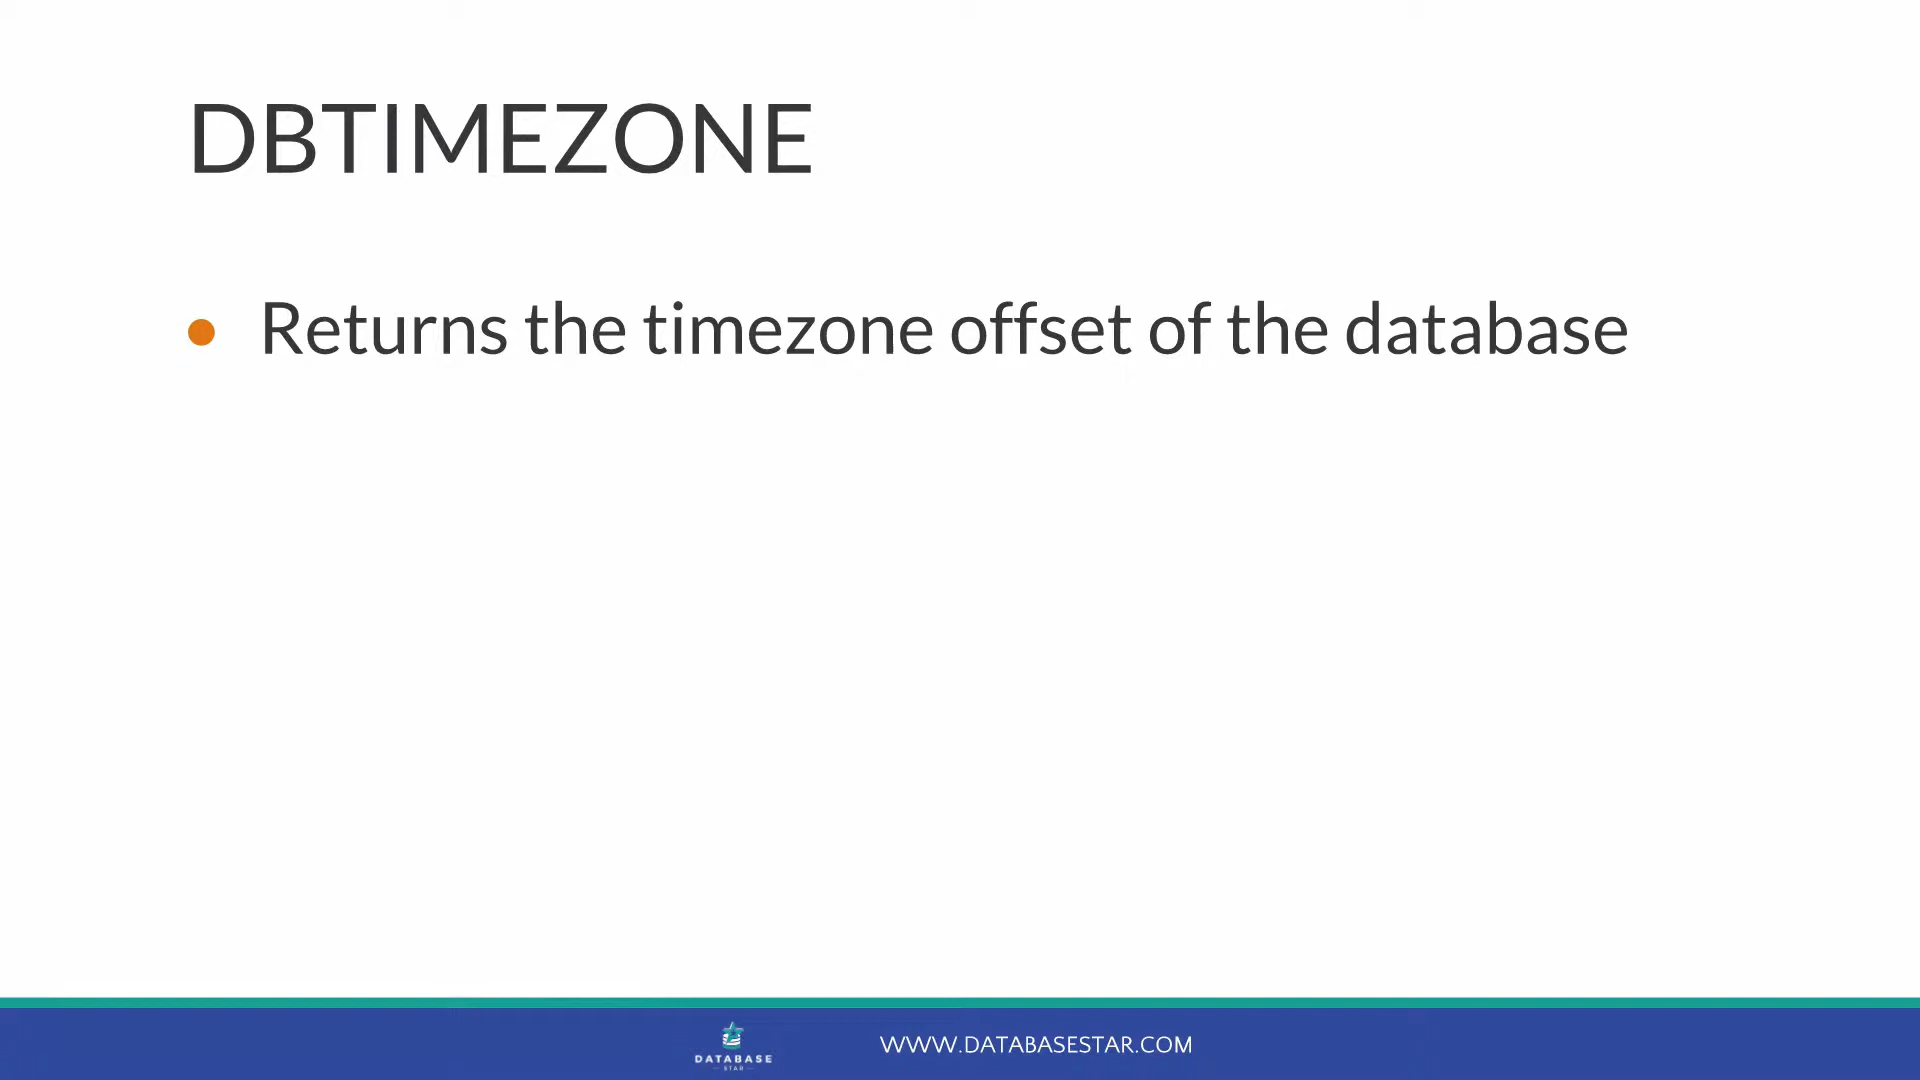 DBTIMEZONE
Returns the timezone offset of the database
DATABASE
STAR
WWW.DATABASESTAR.COM